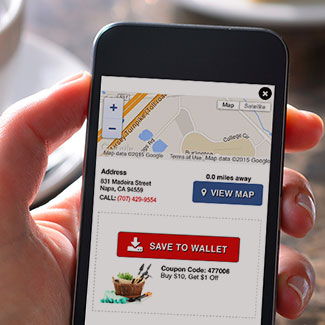 Map Satellite
College
Map data ©2015 Google
Terms of Use
Map data ©2015 Google
Address
831 Madeira Street
Napa, CA 94559
CALL: (707) 429-9554
0.0 miles away
VIEW MAP
SAVE TO WALLET
Coupon Code: 477006
Buy $10, Get $1 Off